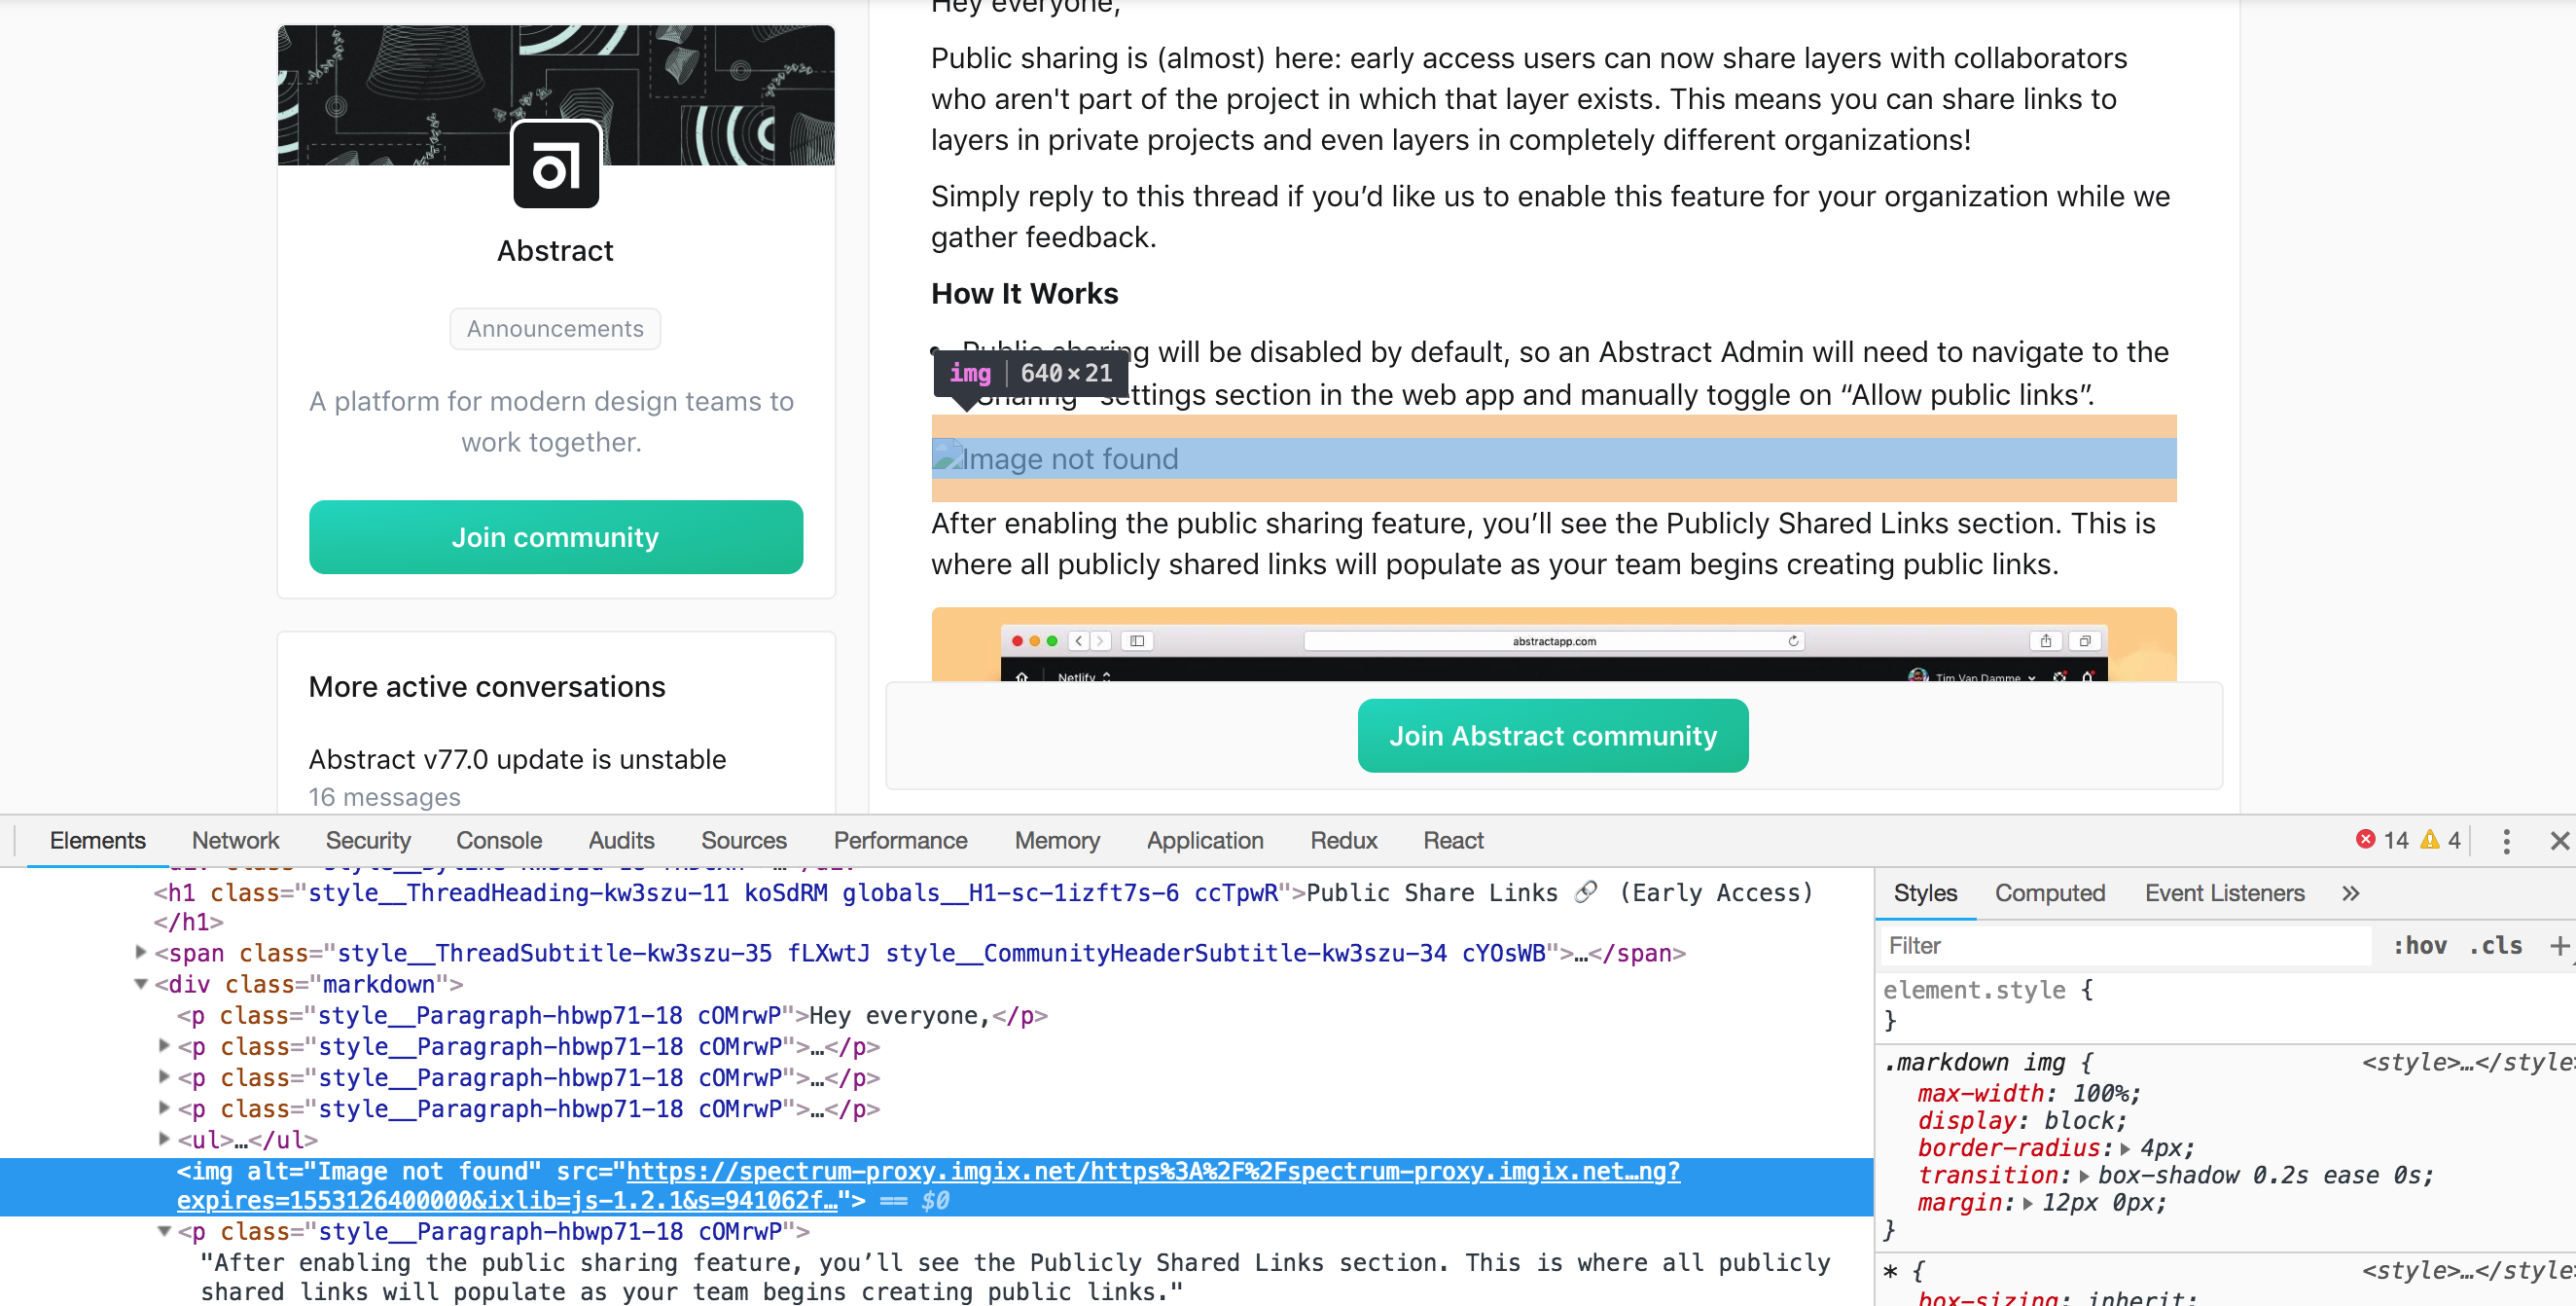 Hey everyone,
Public sharing is (almost) here: early access users can now share layers with collaborators
who aren't part of the project in which that layer exists. This means you can share links to
layers in private projects and even layers in completely different organizations!
Simply reply to this thread if you’d like us to enable this feature for your organization while we
gather feedback.
How It Works
• Public sharing will be disabled by default, so an Abstract Admin will need to navigate to the
“Sharing” settings section in the web app and manually toggle on “Allow public links”.
img 640×21
Image not found
After enabling the public sharing feature, you’ll see the Publicly Shared Links section. This is
where all publicly shared links will populate as your team begins creating public links.
abstractapp.com
Netlify
Tim Van Damme
Join Abstract community
Abstract
Announcements
A platform for modern design teams to
work together.
Join community
More active conversations
Abstract v77.0 update is unstable
16 messages
Elements Network Security Console Audits Sources Performance Memory Application Redux React 14 4
<h1 class="style__ThreadHeading-kw3szu-11 koSdRM globals__H1-sc-1izft7s-6 ccTpwR">Public Share Links 🔗 (Early Access)
</h1>
<span class="style__ThreadSubtitle-kw3szu-35 fLXwtJ style__CommunityHeaderSubtitle-kw3szu-34 cYOsWB">…</span>
<div class="markdown">
<p class="style__Paragraph-hbwp71-18 cOMrwP">Hey everyone,</p>
<p class="style__Paragraph-hbwp71-18 cOMrwP">…</p>
<p class="style__Paragraph-hbwp71-18 cOMrwP">…</p>
<p class="style__Paragraph-hbwp71-18 cOMrwP">…</p>
<ul>…</ul>
<img alt="Image not found" src="https://spectrum-proxy.imgix.net/https%3A%2F%2Fspectrum-proxy.imgix.net…ng?
expires=1553126400000&ixlib=js-1.2.1&s=941062f…"> == $0
<p class="style__Paragraph-hbwp71-18 cOMrwP">
"After enabling the public sharing feature, you’ll see the Publicly Shared Links section. This is where all publicly
shared links will populate as your team begins creating public links."
Styles Computed Event Listeners »
Filter :hov .cls +
element.style {
}
.markdown img { <style>…</style>
max-width: 100%;
display: block;
border-radius: 4px;
transition: box-shadow 0.2s ease 0s;
margin: 12px 0px;
}
* { <style>…</style>
box-sizing: inherit;